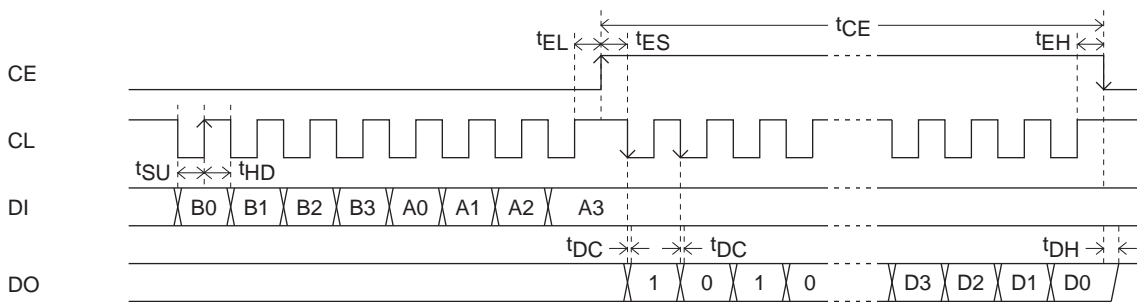 tCE
tEL tES tEH
CE
CL
tSU tHD
DI B0 B1 B2 B3 A0 A1 A2 A3
tDC tDC tDH
DO 1 0 1 0 D3 D2 D1 D0